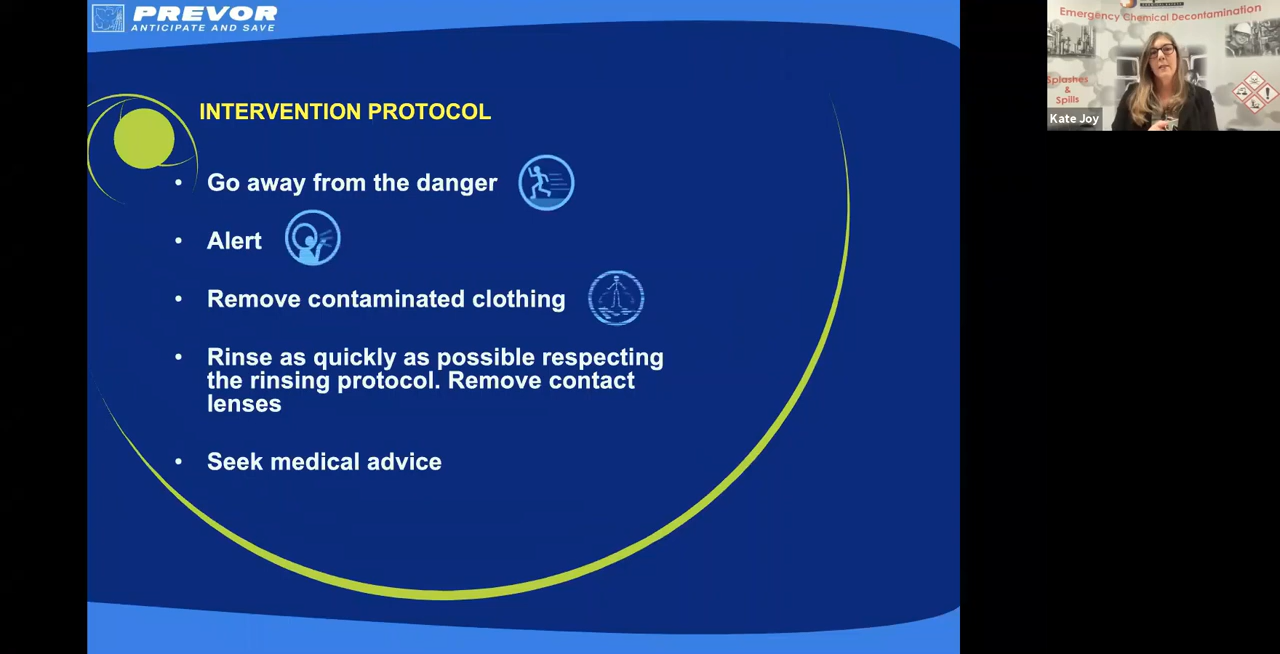 PREVOR
ANTICIPATE AND SAVE
INTERVENTION PROTOCOL
• Go away from the danger
• Alert
• Remove contaminated clothing
• Rinse as quickly as possible respecting
the rinsing protocol. Remove contact
lenses
• Seek medical advice
Emergency Chemical Decontamination
Splashes
&
Spills
Kate Joy